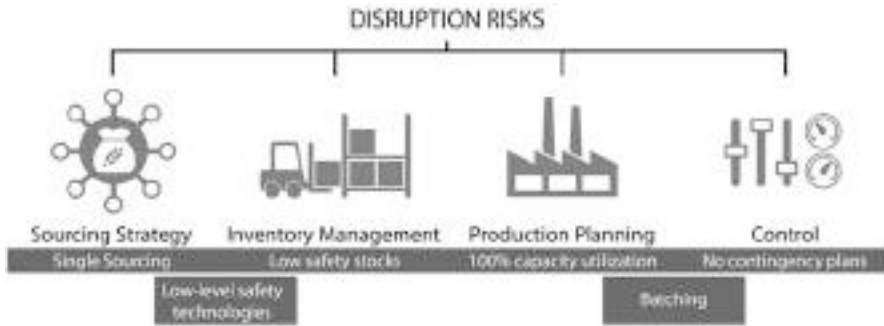 DISRUPTION RISKS
Sourcing Strategy
Inventory Management
Production Planning
Control
Single Sourcing
Low safety stocks
100% capacity utilization
No contingency plans
Low-level safety
technologies
Batching